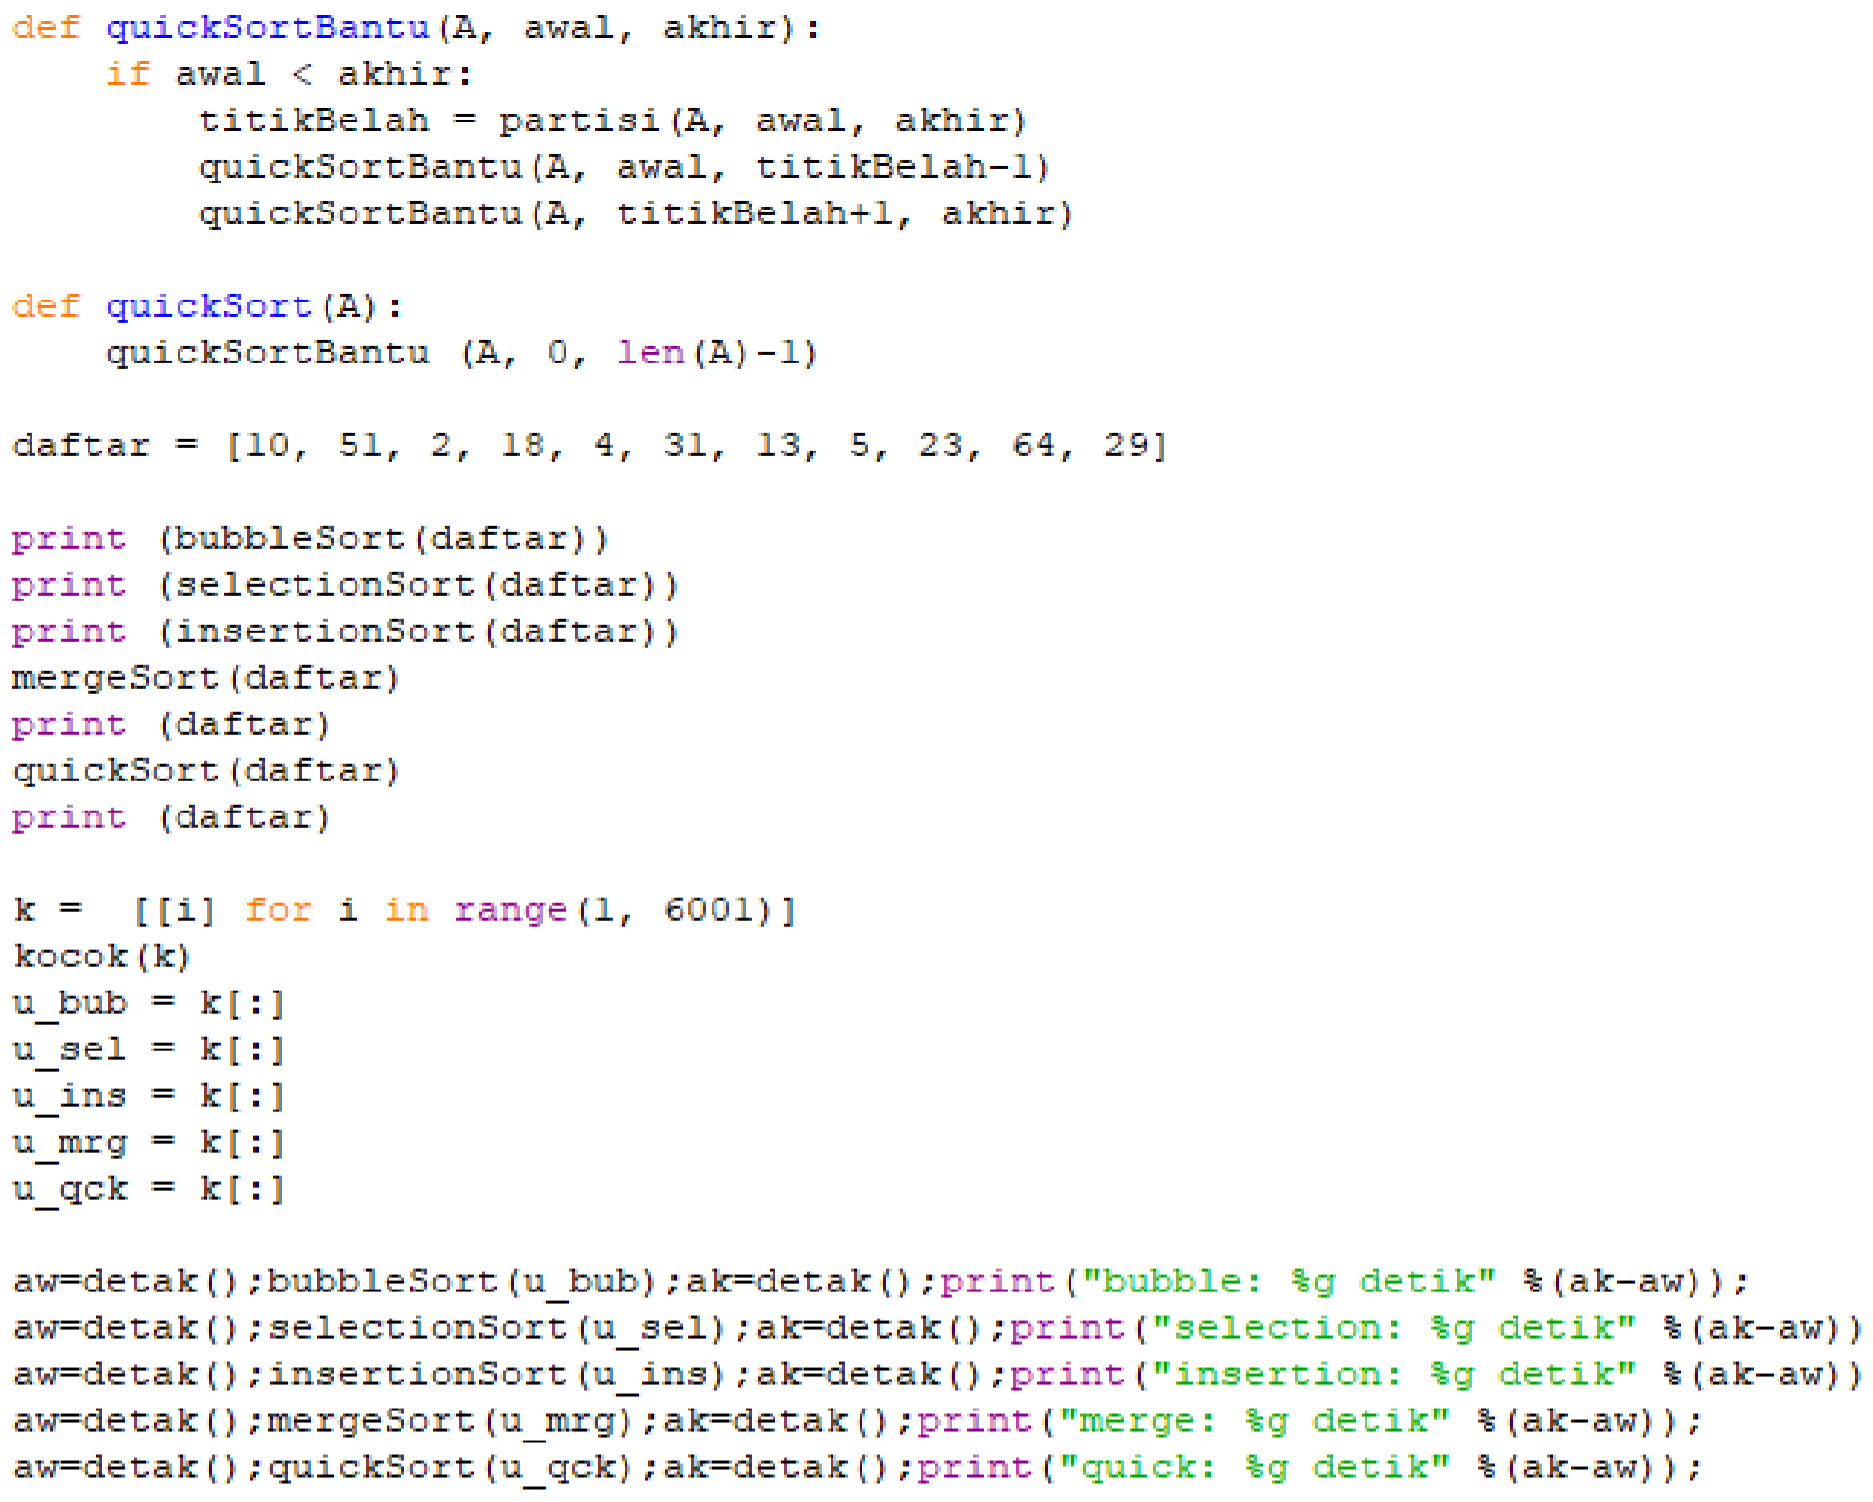 def quickSortBantu(A, awal, akhir):
    if awal < akhir:
        titikBelah = partisi(A, awal, akhir)
        quickSortBantu(A, awal, titikBelah-1)
        quickSortBantu(A, titikBelah+1, akhir)
def quickSort(A):
    quickSortBantu (A, 0, len(A)-1)
daftar = [10, 51, 2, 18, 4, 31, 13, 5, 23, 64, 29]
print (bubbleSort(daftar))
print (selectionSort(daftar))
print (insertionSort(daftar))
mergeSort(daftar)
print (daftar)
quickSort(daftar)
print (daftar)
k =  [[i] for i in range(1, 6001)]
kocok(k)
u_bub = k[:]
u_sel = k[:]
u_ins = k[:]
u_mrg = k[:]
u_qck = k[:]
aw=detak();bubbleSort(u_bub);ak=detak();print("bubble: %g detik" %(ak-aw));
aw=detak();selectionSort(u_sel);ak=detak();print("selection: %g detik" %(ak-aw))
aw=detak();insertionSort(u_ins);ak=detak();print("insertion: %g detik" %(ak-aw))
aw=detak();mergeSort(u_mrg);ak=detak();print("merge: %g detik" %(ak-aw));
aw=detak();quickSort(u_qck);ak=detak();print("quick: %g detik" %(ak-aw));